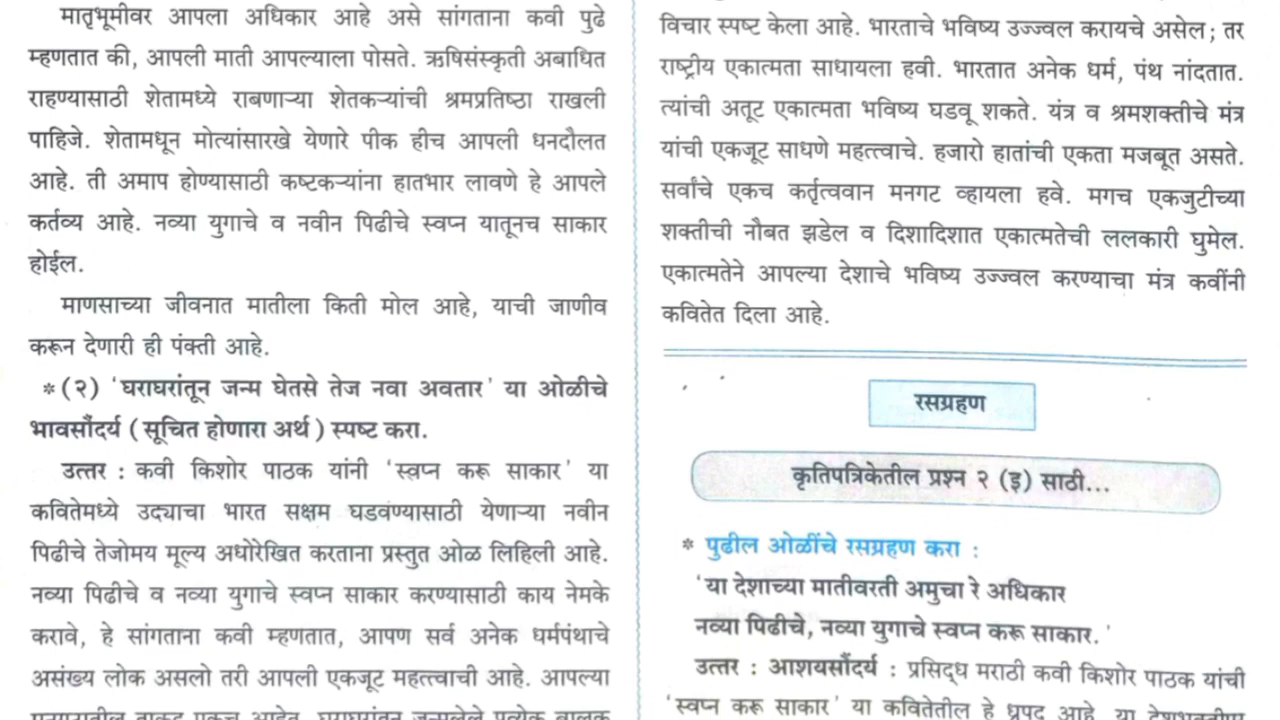 मातृभूमीवर आपला अधिकार आहे असे सांगताना कवी पुढे
म्हणतात की, आपली माती आपल्याला पोसते. ऋषिसंस्कृती अबाधित
राहण्यासाठी शेतामध्ये राबणाऱ्या शेतकऱ्यांची श्रमप्रतिष्ठा राखली
पाहिजे. शेतामधून मोत्यांसारखे येणारे पीक हीच आपली धनदौलत
आहे. ती अमाप होण्यासाठी कष्टकऱ्यांना हातभार लावणे हे आपले
कर्तव्य आहे. नव्या युगाचे व नवीन पिढीचे स्वप्न यातूनच साकार
होईल.
माणसाच्या जीवनात मातीला किती मोल आहे, याची जाणीव
करून देणारी ही पंक्ती आहे.
* (२) 'घराघरांतून जन्म घेतसे तेज नवा अवतार' या ओळीचे
भावसौंदर्य (सूचित होणारा अर्थ) स्पष्ट करा.
उत्तर : कवी किशोर पाठक यांनी 'स्वप्न करू साकार' या
कवितेमध्ये उद्याचा भारत सक्षम घडवण्यासाठी येणाऱ्या नवीन
पिढीचे तेजोमय मूल्य अधोरेखित करताना प्रस्तुत ओळ लिहिली आहे.
नव्या पिढीचे व नव्या युगाचे स्वप्न साकार करण्यासाठी काय नेमके
करावे, हे सांगताना कवी म्हणतात, आपण सर्व अनेक धर्मपंथाचे
असंख्य लोक असलो तरी आपली एकजूट महत्त्वाची आहे. आपल्या
विचार स्पष्ट केला आहे. भारताचे भविष्य उज्ज्वल करायचे असेल; तर
राष्ट्रीय एकात्मता साधायला हवी. भारतात अनेक धर्म, पंथ नांदतात.
त्यांची अतूट एकात्मता भविष्य घडवू शकते. यंत्र व श्रमशक्तीचे मंत्र
यांची एकजूट साधणे महत्त्वाचे. हजारो हातांची एकता मजबूत असते.
सर्वांचे एकच कर्तृत्ववान मनगट व्हायला हवे. मगच एकजुटीच्या
शक्तीची नौबत झडेल व दिशादिशात एकात्मतेची ललकारी घुमेल.
एकात्मतेने आपल्या देशाचे भविष्य उज्ज्वल करण्याचा मंत्र कवींनी
कवितेत दिला आहे.
रसग्रहण
कृतिपत्रिकेतील प्रश्न २ (इ) साठी...
* पुढील ओळींचे रसग्रहण करा :
'या देशाच्या मातीवरती अमुचा रे अधिकार
नव्या पिढीचे, नव्या युगाचे स्वप्न करू साकार.'
उत्तर : आशयसौंदर्य : प्रसिद्ध मराठी कवी किशोर पाठक यांची
'स्वप्न करू साकार' या कवितेतील हे ध्रुपद आहे. या